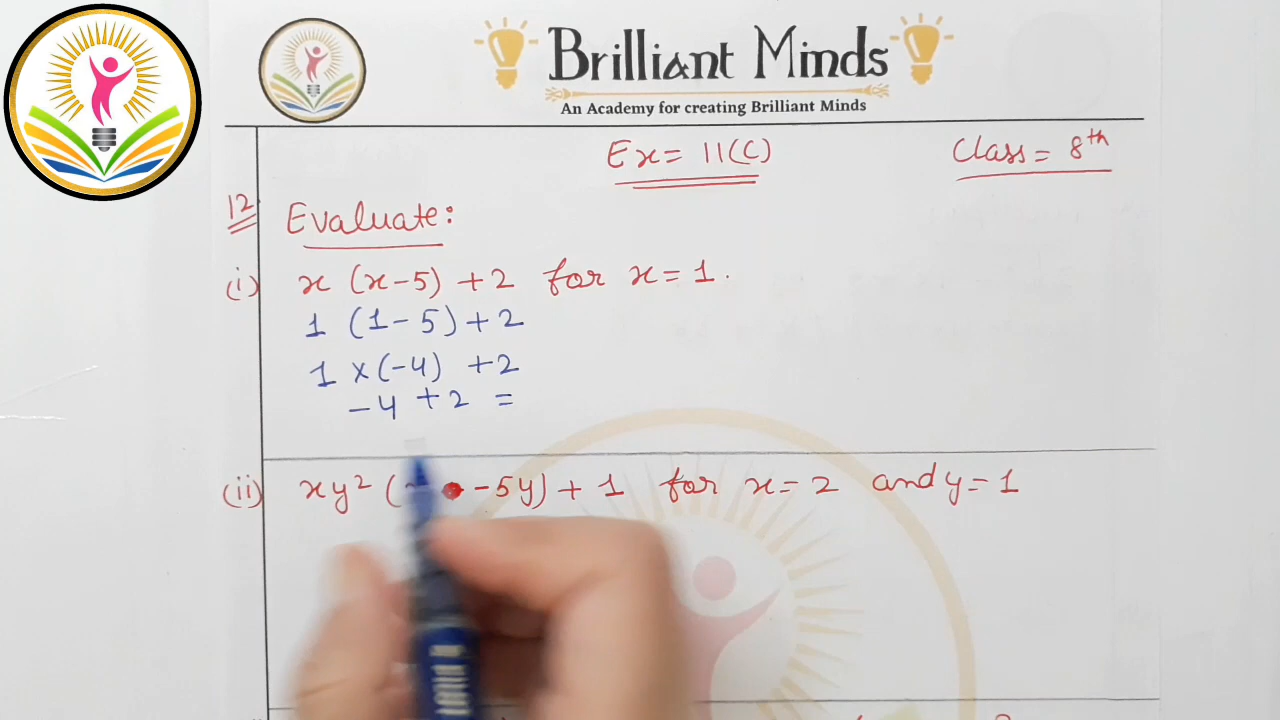 Brilliant Minds
An Academy for creating Brilliant Minds
Ex = 11(C)
Class = 8th
12 Evaluate:
(i) x (x-5) +2 for x = 1.
1 (1-5)+2
1 ×(-4) +2
-4 +2 =
(ii) xy² ( -5y) + 1 for x = 2 and y = 1